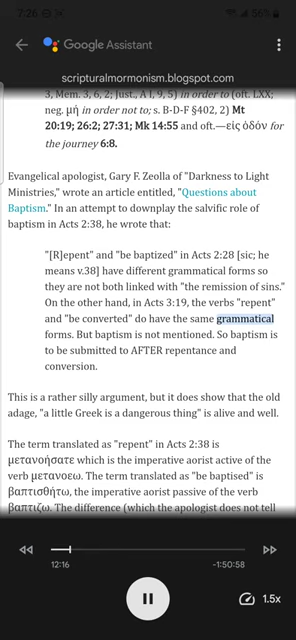 7:26
56%
Google Assistant
scripturalmormonism.blogspot.com
3, Mem. 3, 6, 2; Just., A I, 9, 5) in order to (oft. LXX;
neg. μή in order not to; s. B-D-F §402, 2) Mt
20:19; 26:2; 27:31; Mk 14:55 and oft.—εἰς ὁδόν for
the journey 6:8.
Evangelical apologist, Gary F. Zeolla of "Darkness to Light
Ministries," wrote an article entitled, "Questions about
Baptism." In an attempt to downplay the salvific role of
baptism in Acts 2:38, he wrote that:
"[R]epent" and "be baptized" in Acts 2:28 [sic; he
means v.38] have different grammatical forms so
they are not both linked with "the remission of sins."
On the other hand, in Acts 3:19, the verbs "repent"
and "be converted" do have the same grammatical
forms. But baptism is not mentioned. So baptism is
to be submitted to AFTER repentance and
conversion.
This is a rather silly argument, but it does show that the old
adage, "a little Greek is a dangerous thing" is alive and well.
The term translated as "repent" in Acts 2:38 is
μετανοήσατε which is the imperative aorist active of the
verb μετανοεω. The term translated as "be baptised" is
βαπτισθήτω, the imperative aorist passive of the verb
βαπτιζω. The difference (which the apologist does not tell
12:16
-1:50:58
1.5x